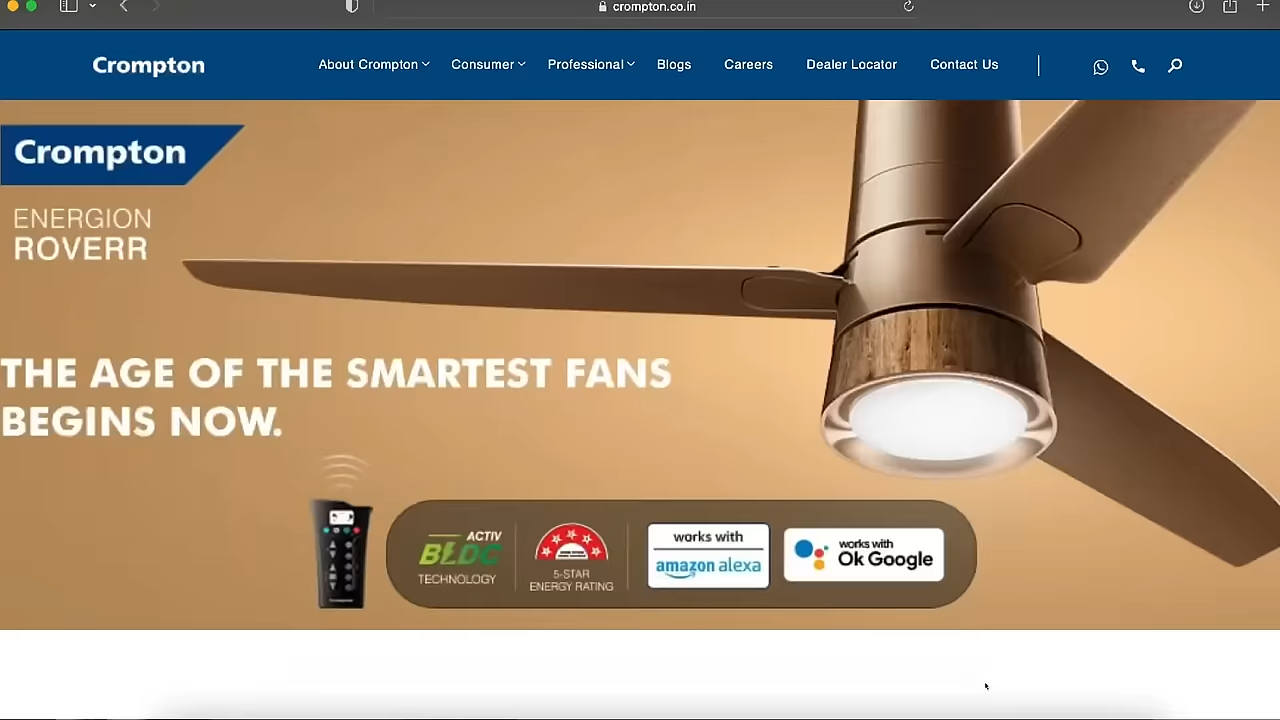 crompton.co.in
Crompton
About Crompton
Consumer
Professional
Blogs
Careers
Dealer Locator
Contact Us
Crompton
ENERGION
ROVERR
THE AGE OF THE SMARTEST FANS
BEGINS NOW.
ACTIV
BLDC
TECHNOLOGY
5-STAR
ENERGY RATING
works with
amazon alexa
works with
Ok Google